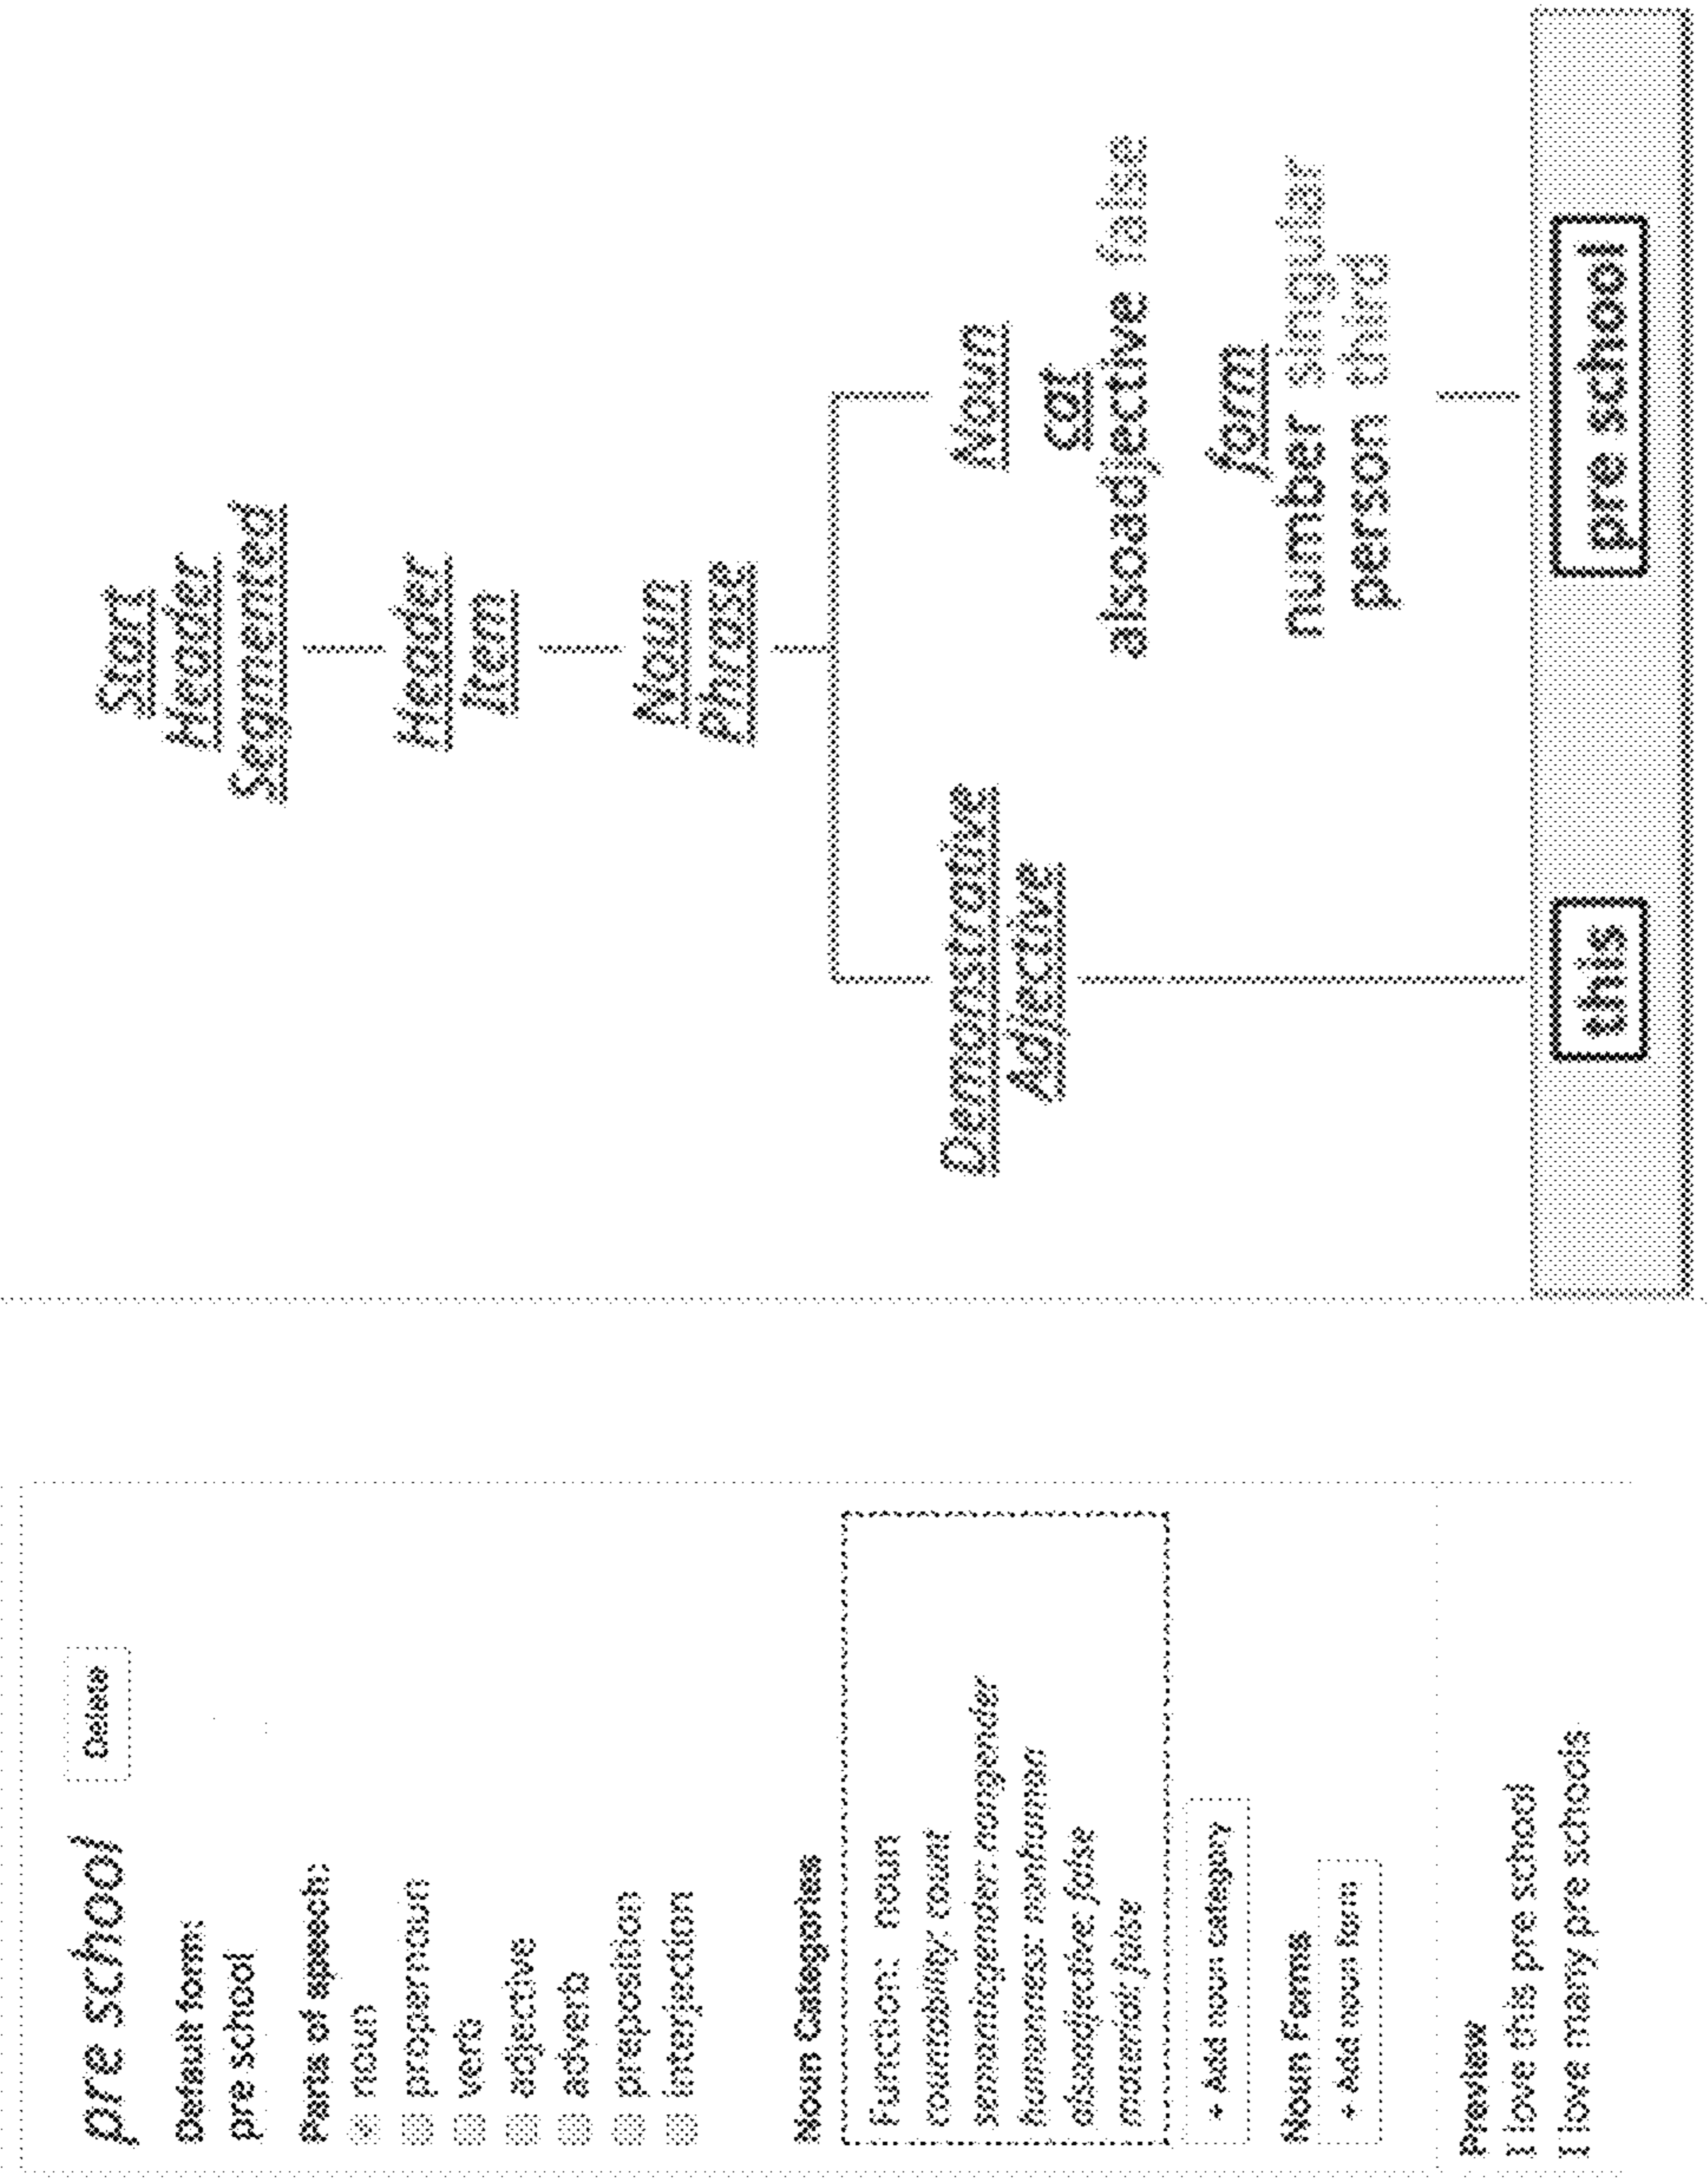 pre school
Delete
Default form
pre school
Parts of speech
noun
propernoun
verb
adjective
adverb
preposition
interjection
Noun Categories
Function: noun
countability: count
semanticgender: nongender
humanness: nonhuman
alsoadjective: false
material: false
+ Add noun category
Noun Forms
+ Add noun form
Preview
I love this pre school
I love many pre schools
Start
Header
Segmented
Header
Item
Noun
Phrase
Demonstrative
Adjective
Noun
cat
alsoadjective false
form
number singular
person third
this
pre school